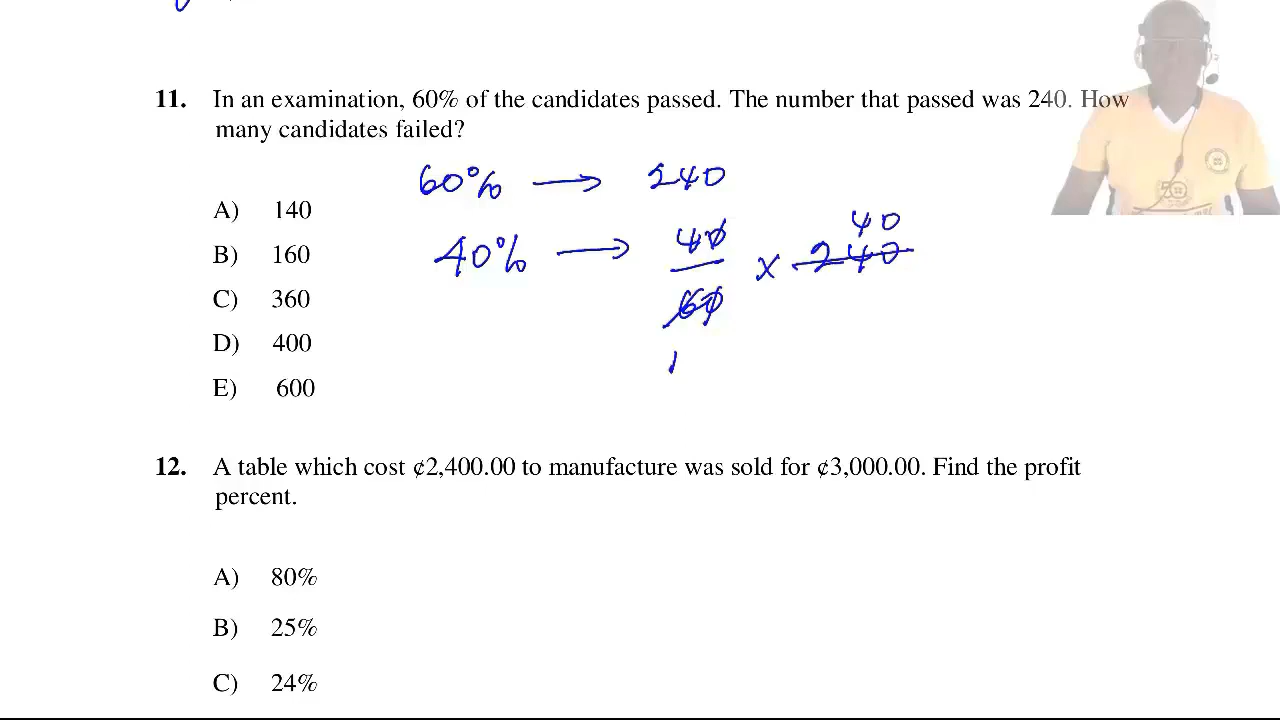 11. In an examination, 60% of the candidates passed. The number that passed was 240. How
many candidates failed?
60% → 240
A) 140
40
40% → 40/60 × 240
1
B) 160
C) 360
D) 400
E) 600
12. A table which cost ¢2,400.00 to manufacture was sold for ¢3,000.00. Find the profit
percent.
A) 80%
B) 25%
C) 24%